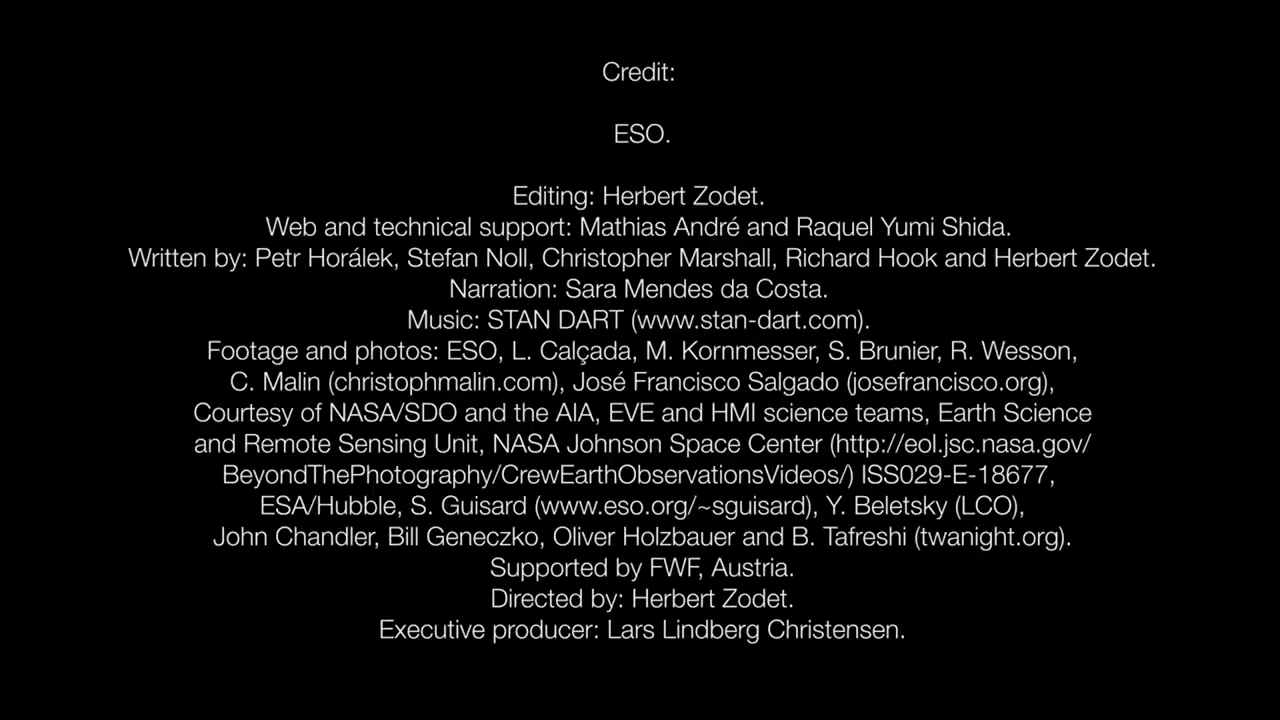 Credit:
ESO.
Editing: Herbert Zodet.
Web and technical support: Mathias André and Raquel Yumi Shida.
Written by: Petr Horálek, Stefan Noll, Christopher Marshall, Richard Hook and Herbert Zodet.
Narration: Sara Mendes da Costa.
Music: STAN DART (www.stan-dart.com).
Footage and photos: ESO, L. Calçada, M. Kornmesser, S. Brunier, R. Wesson,
C. Malin (christophmalin.com), José Francisco Salgado (josefrancisco.org),
Courtesy of NASA/SDO and the AIA, EVE and HMI science teams, Earth Science
and Remote Sensing Unit, NASA Johnson Space Center (http://eol.jsc.nasa.gov/
BeyondThePhotography/CrewEarthObservationsVideos/) ISS029-E-18677,
ESA/Hubble, S. Guisard (www.eso.org/~sguisard), Y. Beletsky (LCO),
John Chandler, Bill Geneczko, Oliver Holzbauer and B. Tafreshi (twanight.org).
Supported by FWF, Austria.
Directed by: Herbert Zodet.
Executive producer: Lars Lindberg Christensen.